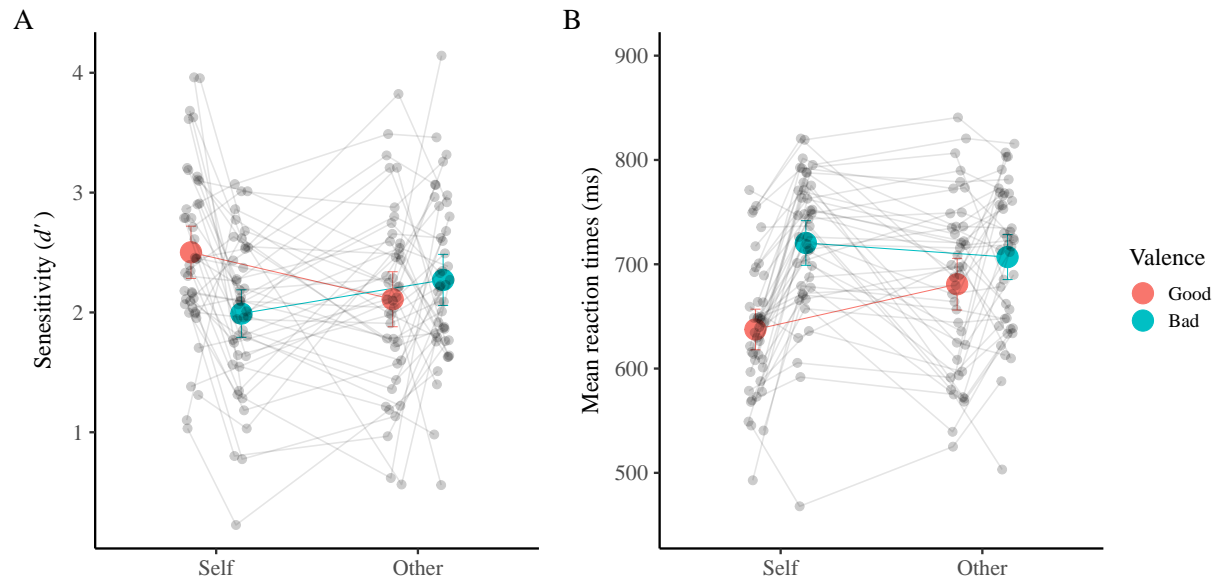 A
Senesitivity (d′)
4
3
2
1
Self
Other
B
Mean reaction times (ms)
900
800
700
600
500
Self
Other
Valence
Good
Bad